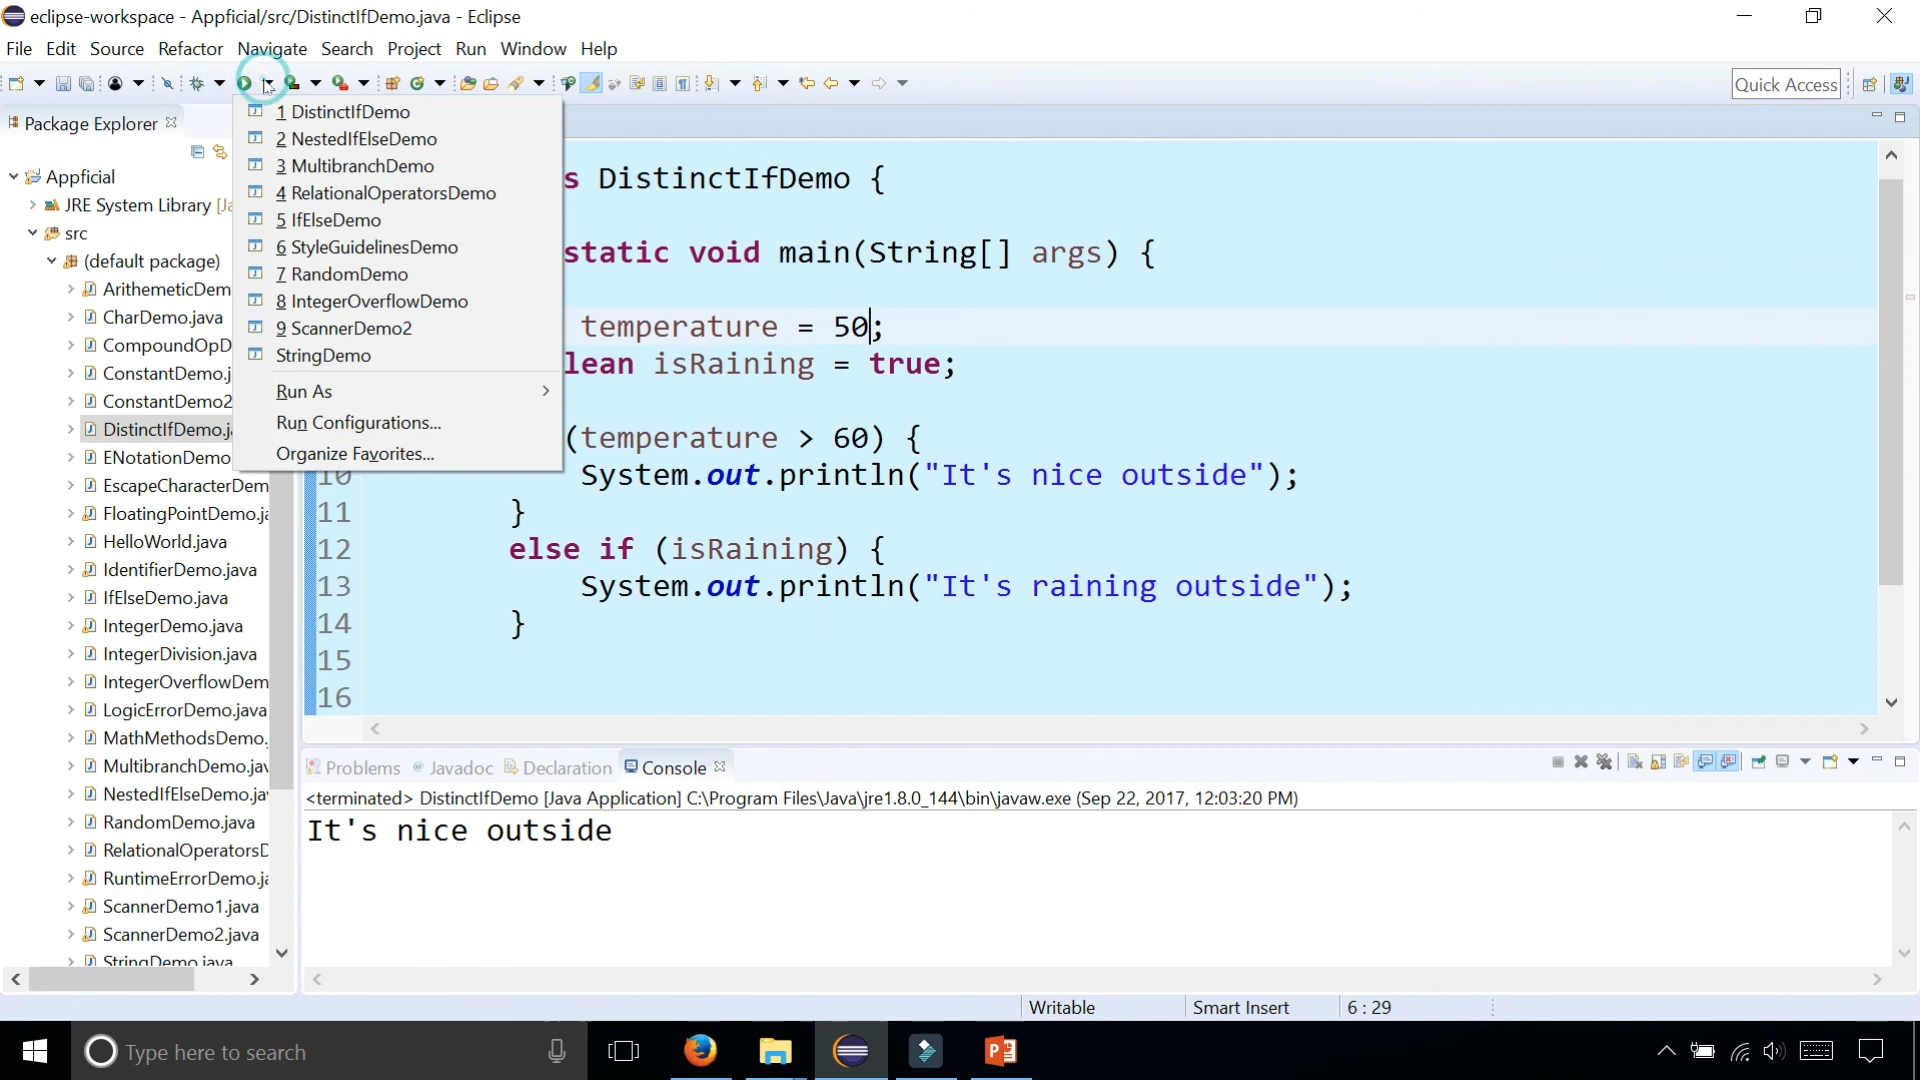 eclipse-workspace - Appficial/src/DistinctIfDemo.java - Eclipse
File Edit Source Refactor Navigate Search Project Run Window Help
Quick Access
Package Explorer
Appficial
JRE System Library [Ja
src
(default package)
ArithemeticDem
CharDemo.java
CompoundOpD
ConstantDemo.j
ConstantDemo2
DistinctIfDemo.j
ENotationDemo
EscapeCharacterDem
FloatingPointDemo.ja
HelloWorld.java
IdentifierDemo.java
IfElseDemo.java
IntegerDemo.java
IntegerDivision.java
IntegerOverflowDem
LogicErrorDemo.java
MathMethodsDemo.
MultibranchDemo.jav
NestedIfElseDemo.jav
RandomDemo.java
RelationalOperatorsD
RuntimeErrorDemo.ja
ScannerDemo1.java
ScannerDemo2.java
StringDemo.java
1 DistinctIfDemo
2 NestedIfElseDemo
3 MultibranchDemo
4 RelationalOperatorsDemo
5 IfElseDemo
6 StyleGuidelinesDemo
7 RandomDemo
8 IntegerOverflowDemo
9 ScannerDemo2
StringDemo
Run As
Run Configurations...
Organize Favorites...
s DistinctIfDemo {
static void main(String[] args) {
temperature = 50;
lean isRaining = true;
(temperature > 60) {
10 System.out.println("It's nice outside");
11 }
12 else if (isRaining) {
13 System.out.println("It's raining outside");
14 }
15
16
Problems Javadoc Declaration Console
<terminated> DistinctIfDemo [Java Application] C:\Program Files\Java\jre1.8.0_144\bin\javaw.exe (Sep 22, 2017, 12:03:20 PM)
It's nice outside
Writable Smart Insert 6 : 29
Type here to search